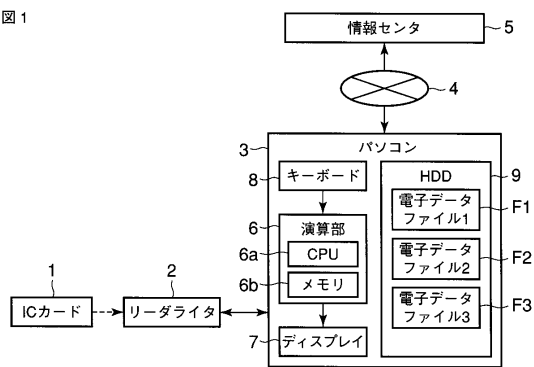 図1
情報センタ
5
4
3
パソコン
8
キーボード
HDD
9
電子データ
ファイル1
F1
6
演算部
6a
CPU
電子データ
ファイル2
F2
6b
メモリ
電子データ
ファイル3
F3
1
2
ICカード
リーダライタ
7
ディスプレイ